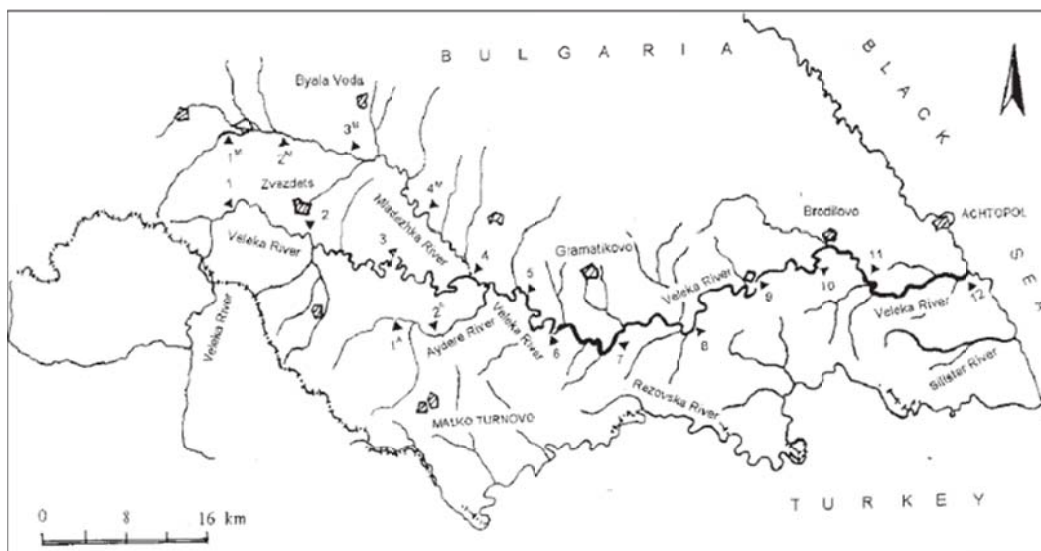 BULGARIA
BLACK SEA
Byala Voda
3ᴹ
1ᴹ
2ᴹ
1
Zvezdets
4ᴹ
2
Mladezhka River
Brodilovo
ACHTOPOL
Veleka River
3
4
Gramatikovo
11
5
Veleka River
9
10
12
Veleka River
Veleka River
1ᴬ
2ᴬ
Aydere River
Veleka River
6
7
8
Silister River
Rezovska River
MALKO TURNOVO
TURKEY
0 8 16 km